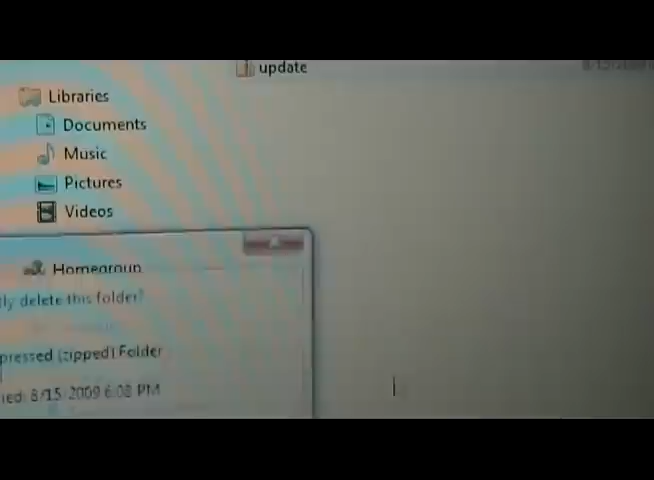 update
Libraries
Documents
Music
Pictures
Videos
Homegroup
tly delete this folder?
pressed (zipped) Folder
ied: 8/15/2009 6:08 PM